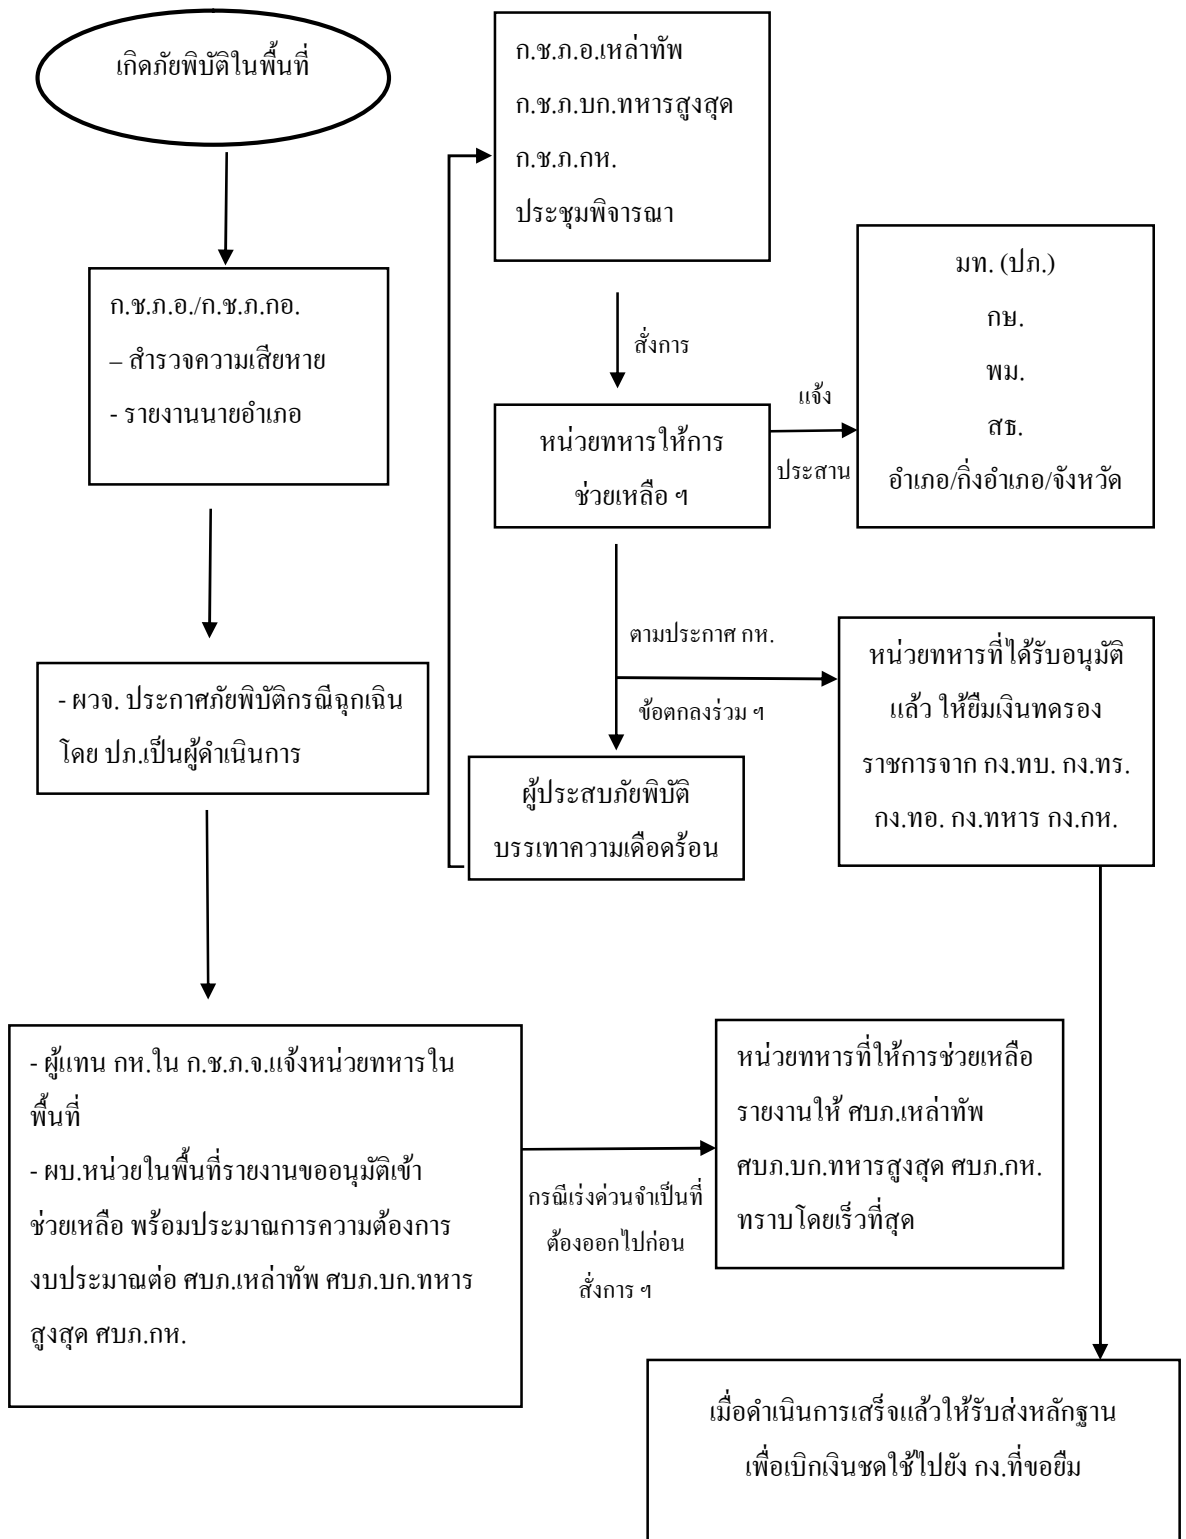 เกิดภัยพิบัติในพื้นที่
ก.ช.ภ.อ./ก.ช.ภ.กอ.
– สำรวจความเสียหาย
- รายงานนายอำเภอ
- ผวจ. ประกาศภัยพิบัติกรณีฉุกเฉิน
โดย ปภ.เป็นผู้ดำเนินการ
- ผู้แทน กห.ใน ก.ช.ภ.จ.แจ้งหน่วยทหารใน
พื้นที่
- ผบ.หน่วยในพื้นที่รายงานขออนุมัติเข้า
ช่วยเหลือ พร้อมประมาณการความต้องการ
งบประมาณต่อ ศบภ.เหล่าทัพ ศบภ.บก.ทหาร
สูงสุด ศบภ.กห.
กรณีเร่งด่วนจำเป็นที่
ต้องออกไปก่อน
สั่งการ ฯ
หน่วยทหารที่ให้การช่วยเหลือ
รายงานให้ ศบภ.เหล่าทัพ
ศบภ.บก.ทหารสูงสุด ศบภ.กห.
ทราบโดยเร็วที่สุด
ก.ช.ภ.อ.เหล่าทัพ
ก.ช.ภ.บก.ทหารสูงสุด
ก.ช.ภ.กห.
ประชุมพิจารณา
สั่งการ
หน่วยทหารให้การ
ช่วยเหลือ ฯ
แจ้ง
ประสาน
มท. (ปภ.)
กษ.
พม.
สธ.
อำเภอ/กิ่งอำเภอ/จังหวัด
ตามประกาศ กห.
ข้อตกลงร่วม ฯ
ผู้ประสบภัยพิบัติ
บรรเทาความเดือดร้อน
หน่วยทหารที่ได้รับอนุมัติ
แล้ว ให้ยืมเงินทดรอง
ราชการจาก กง.ทบ. กง.ทร.
กง.ทอ. กง.ทหาร กง.กห.
เมื่อดำเนินการเสร็จแล้วให้รับส่งหลักฐาน
เพื่อเบิกเงินชดใช้ไปยัง กง.ที่ขอยืม